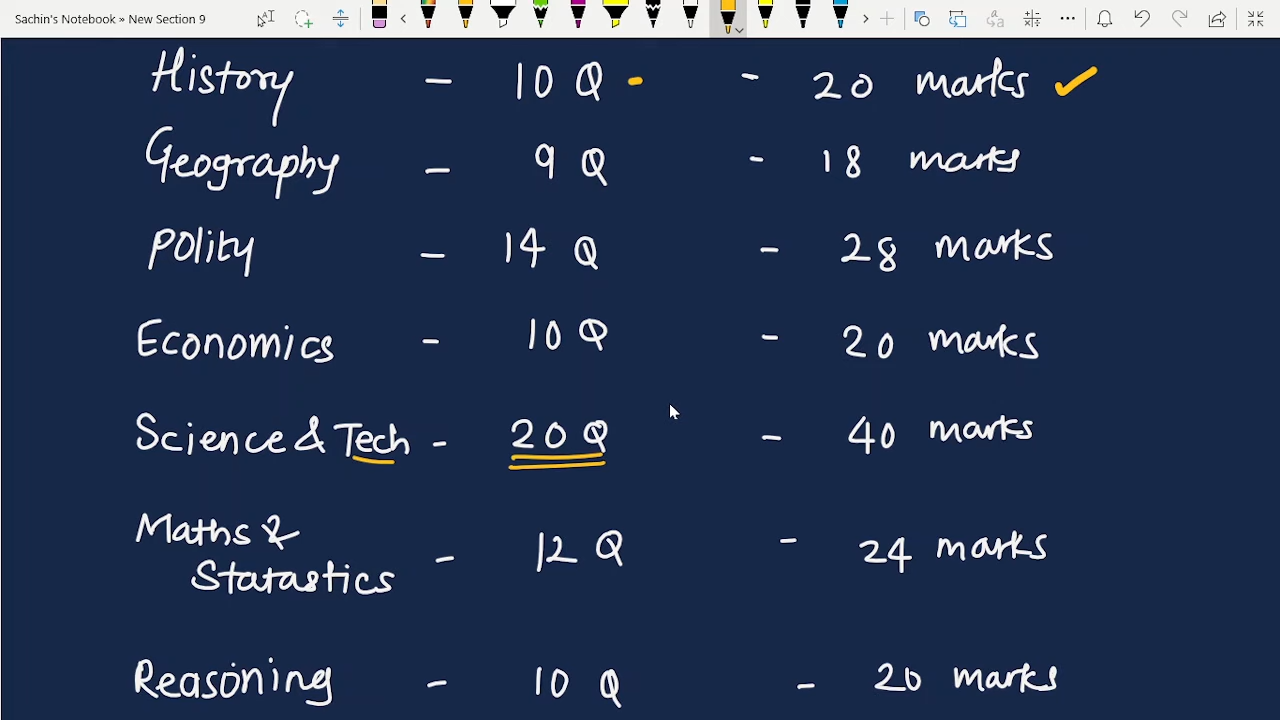 Sachin's Notebook » New Section 9
History - 10 Q - - 20 marks
Geography - 9 Q - 18 marks
Polity - 14 Q - 28 marks
Economics - 10 Q - 20 marks
Science & Tech - 20 Q - 40 marks
Maths &
Statastics - 12 Q - 24 marks
Reasoning - 10 Q - 20 marks